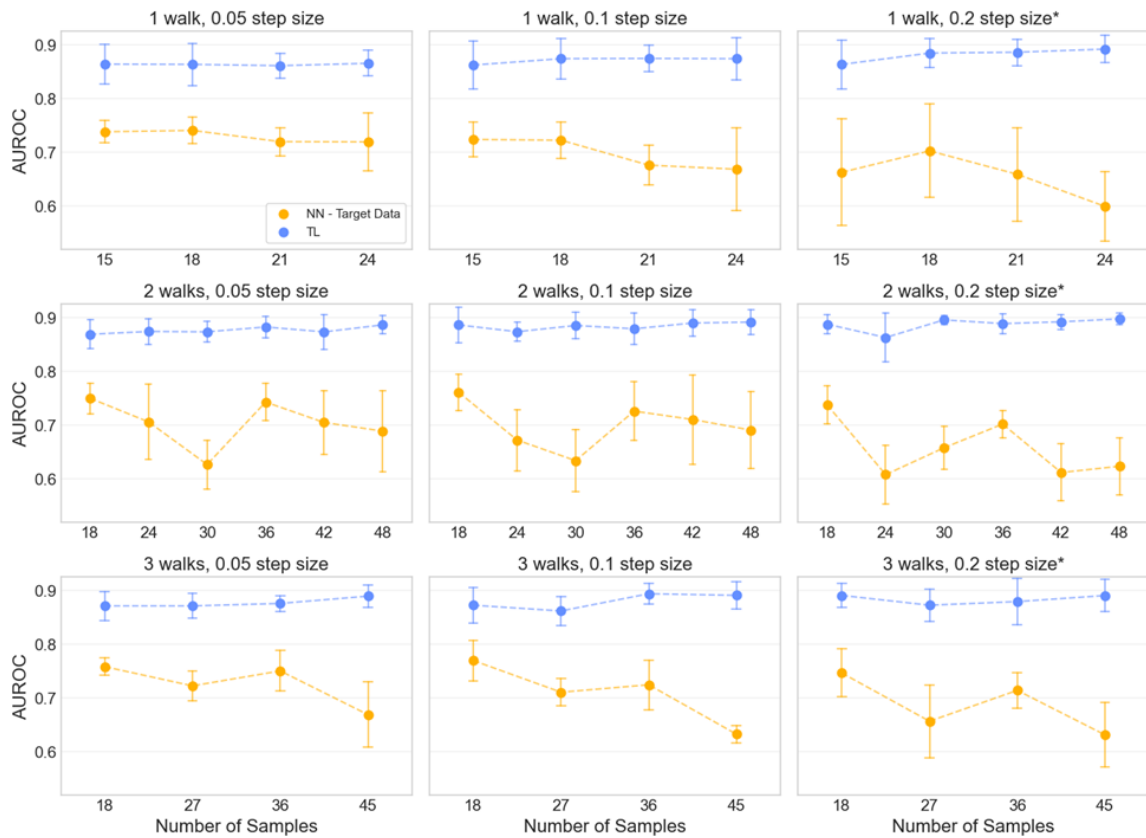 1 walk, 0.05 step size
1 walk, 0.1 step size
1 walk, 0.2 step size*
AUROC
0.9
0.8
0.7
0.6
NN - Target Data
TL
15 18 21 24
15 18 21 24
15 18 21 24
2 walks, 0.05 step size
2 walks, 0.1 step size
2 walks, 0.2 step size*
AUROC
0.9
0.8
0.7
0.6
18 24 30 36 42 48
18 24 30 36 42 48
18 24 30 36 42 48
3 walks, 0.05 step size
3 walks, 0.1 step size
3 walks, 0.2 step size*
AUROC
0.9
0.8
0.7
0.6
18 27 36 45
18 27 36 45
18 27 36 45
Number of Samples
Number of Samples
Number of Samples